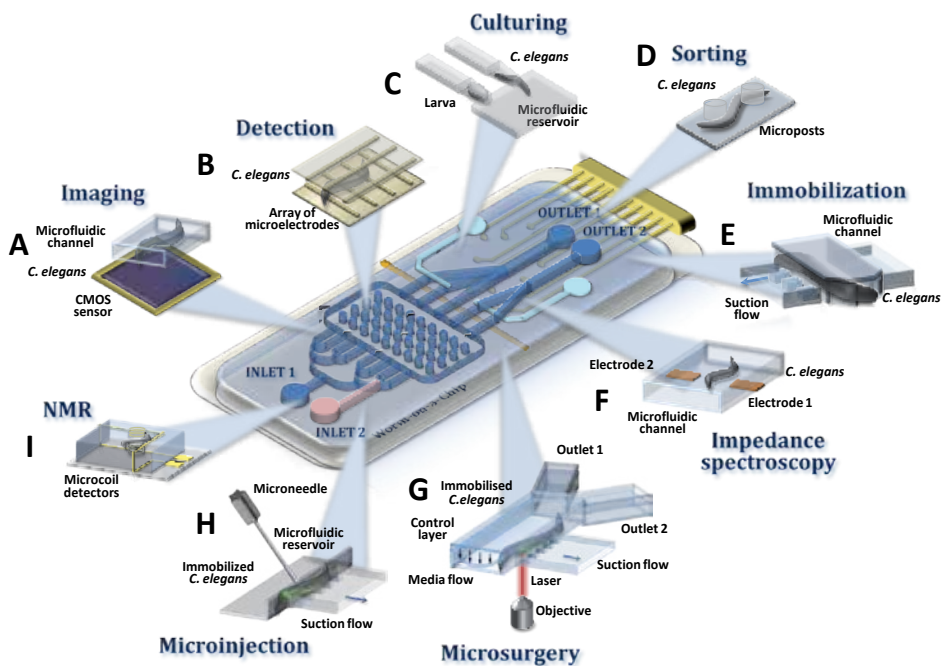 Culturing
C. elegans
C
Larva
Microfluidic
reservoir
D
Sorting
C. elegans
Microposts
Detection
B
C. elegans
Array of
microelectrodes
Imaging
A
Microfluidic
channel
C. elegans
CMOS
sensor
OUTLET 1
OUTLET 2
Immobilization
E
Microfluidic
channel
Suction
flow
C. elegans
INLET 1
INLET 2
Worm-on-a-Chip
Electrode 2
C. elegans
F
Microfluidic
channel
Electrode 1
Impedance
spectroscopy
NMR
I
Microcoil
detectors
H
Microneedle
Microfluidic
reservoir
Immobilized
C. elegans
Suction flow
Microinjection
G
Outlet 1
Immobilised
C.elegans
Control
layer
Outlet 2
Media flow
Suction flow
Laser
Objective
Microsurgery